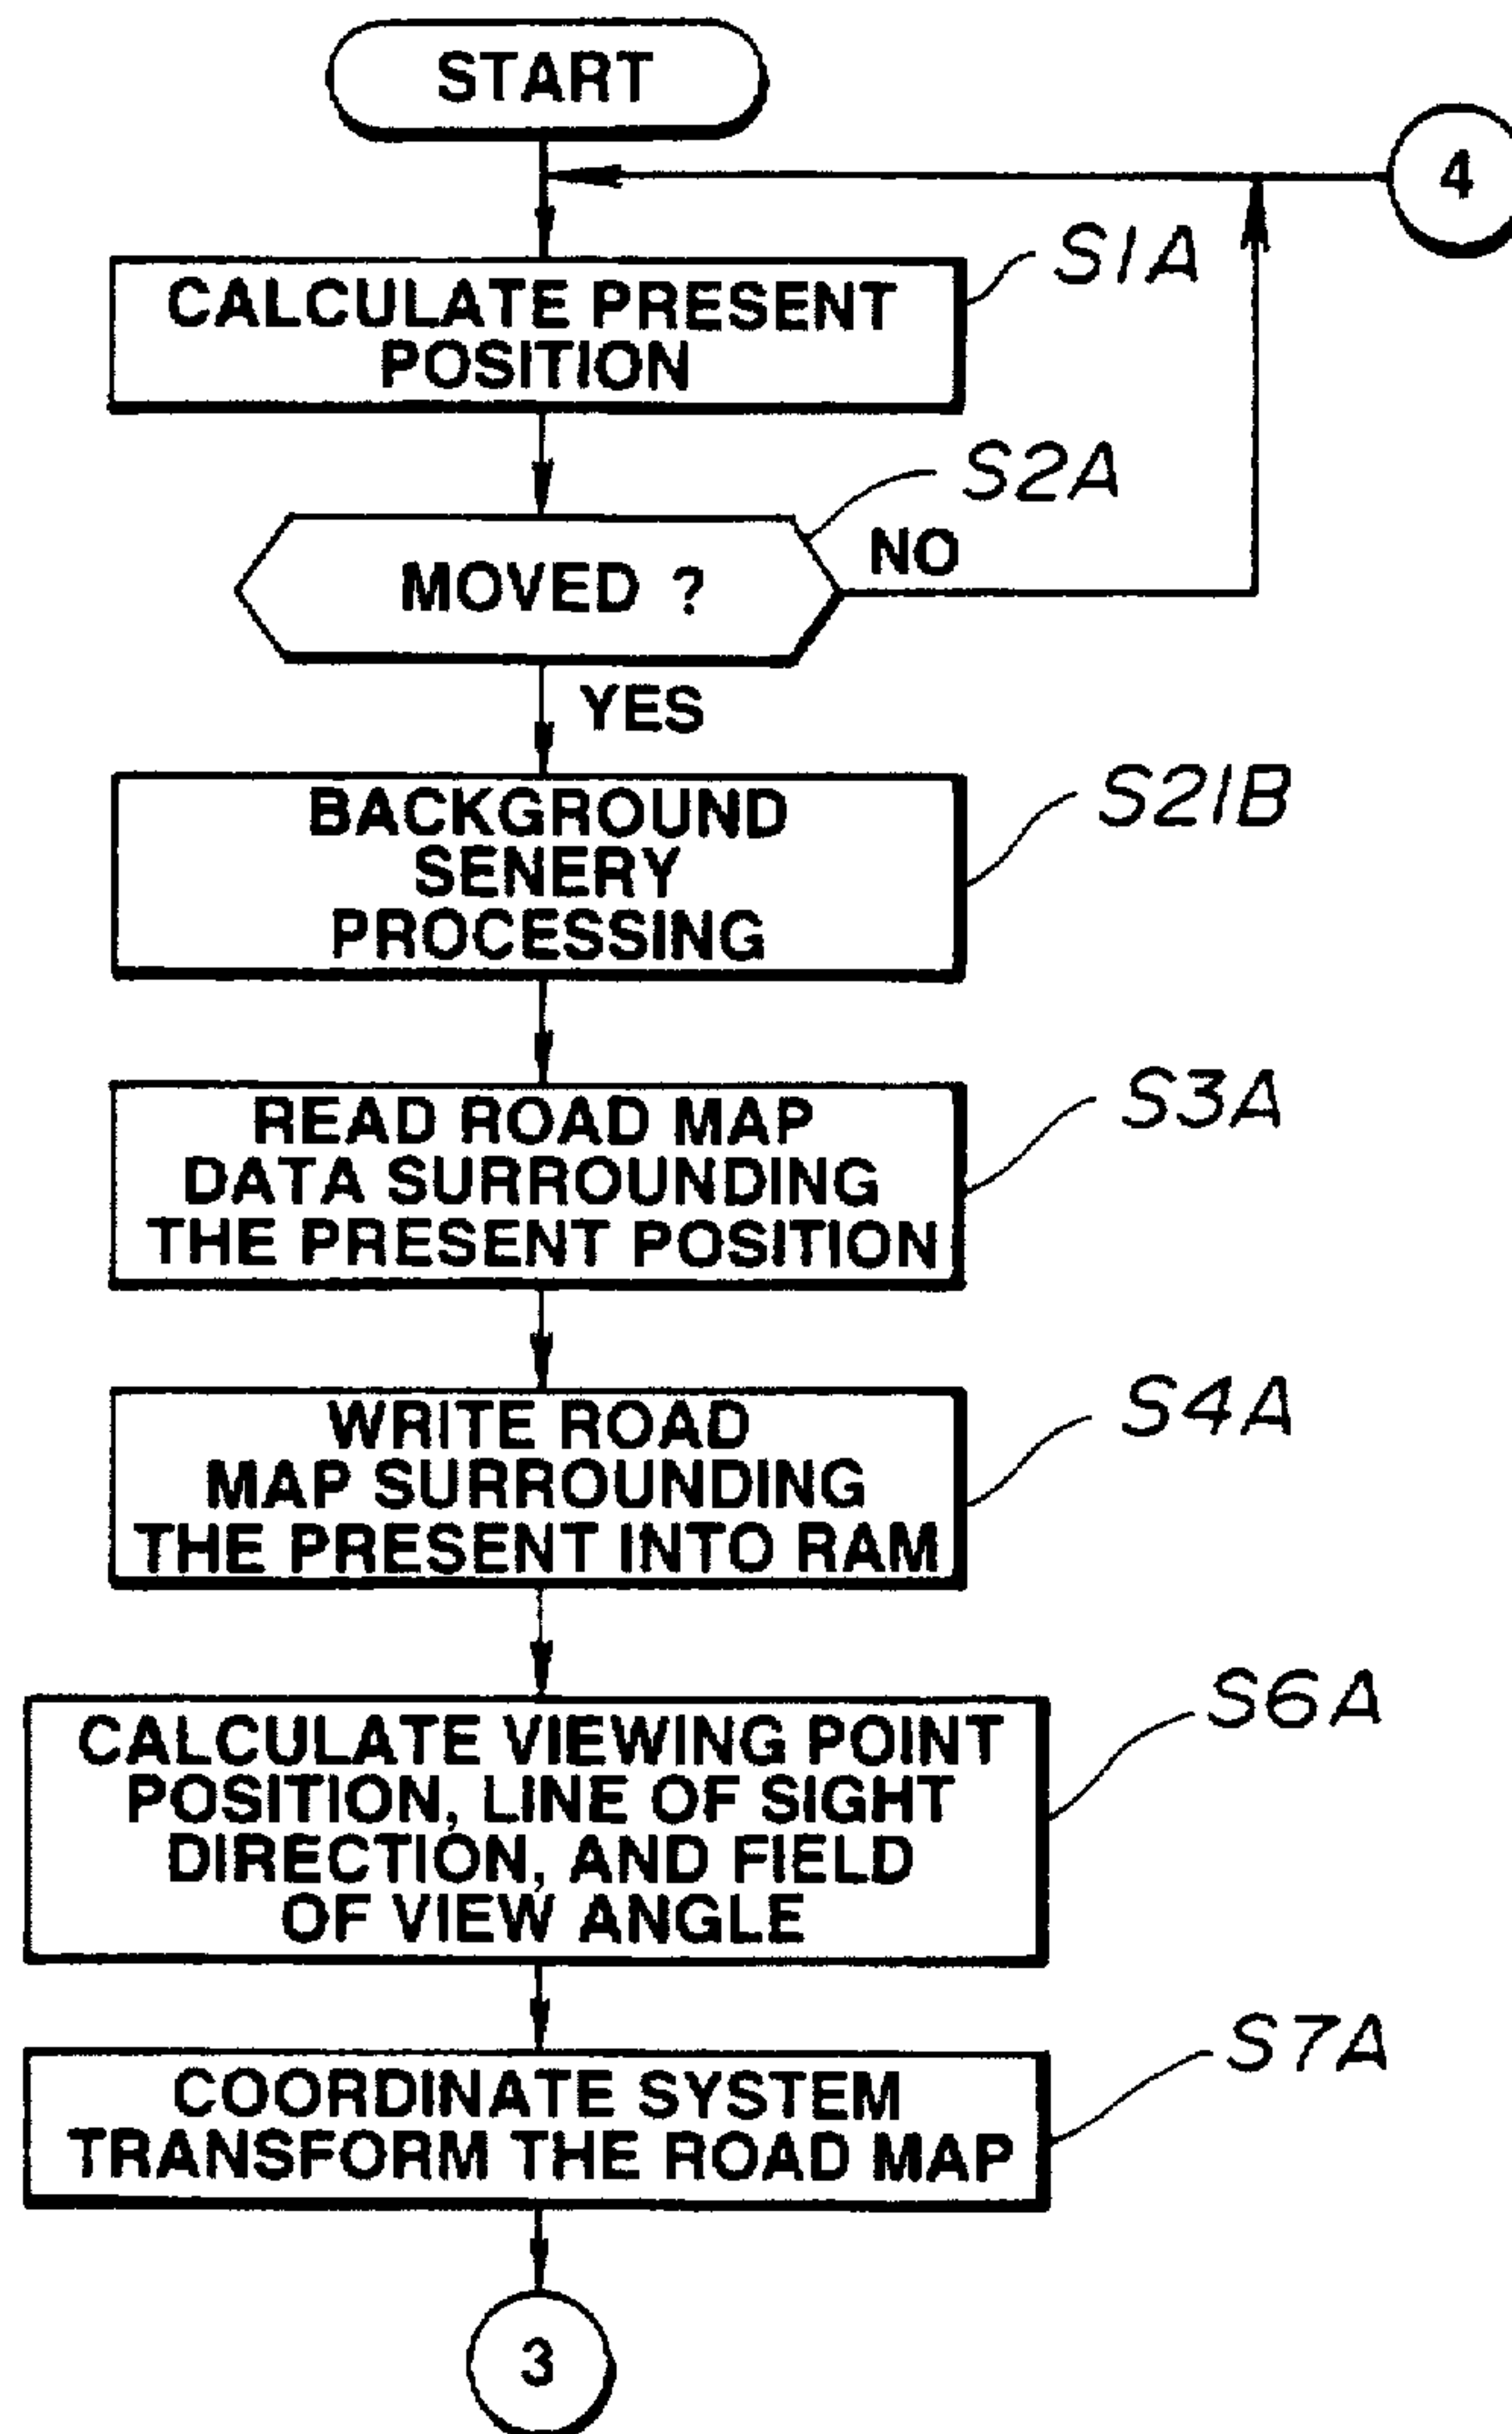 START
4
S1A
CALCULATE PRESENT
POSITION
S2A
MOVED ?
NO
YES
S21B
BACKGROUND
SENERY
PROCESSING
S3A
READ ROAD MAP
DATA SURROUNDING
THE PRESENT POSITION
S4A
WRITE ROAD
MAP SURROUNDING
THE PRESENT INTO RAM
S6A
CALCULATE VIEWING POINT
POSITION, LINE OF SIGHT
DIRECTION, AND FIELD
OF VIEW ANGLE
S7A
COORDINATE SYSTEM
TRANSFORM THE ROAD MAP
3